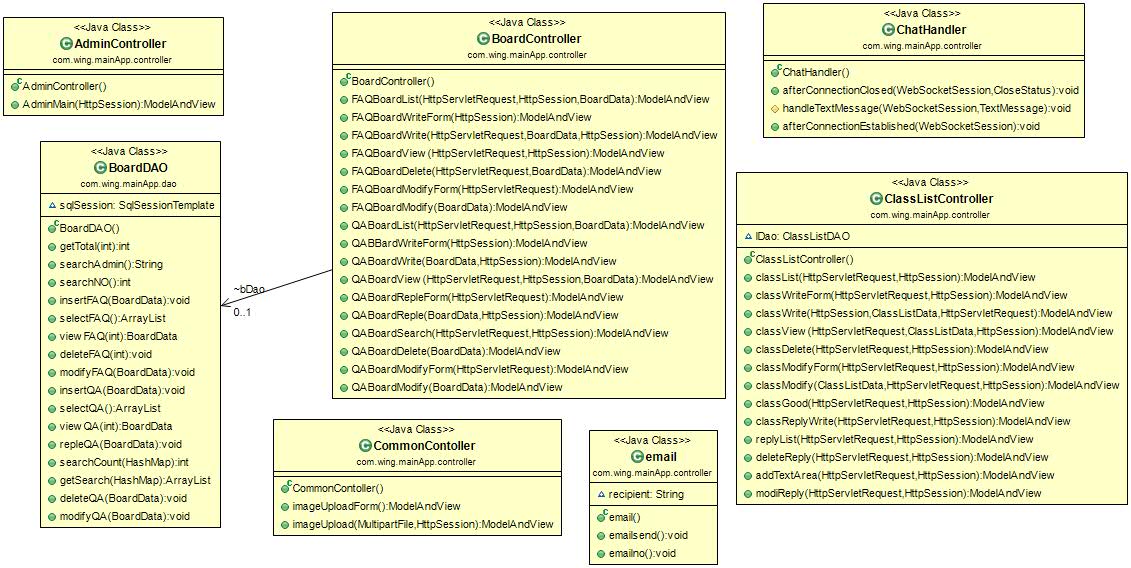 <<Java Class>>
AdminController
com.wing.mainApp.controller
AdminController()
AdminMain(HttpSession):ModelAndView
<<Java Class>>
BoardController
com.wing.mainApp.controller
BoardController()
FAQBoardList(HttpServletRequest,HttpSession,BoardData):ModelAndView
FAQBoardWriteForm(HttpSession):ModelAndView
FAQBoardWrite(HttpServletRequest,BoardData,HttpSession):ModelAndView
FAQBoardView(HttpServletRequest,HttpSession):ModelAndView
FAQBoardDelete(HttpServletRequest,BoardData):ModelAndView
FAQBoardModifyForm(HttpServletRequest):ModelAndView
FAQBoardModify(BoardData):ModelAndView
QABoardList(HttpServletRequest,HttpSession,BoardData):ModelAndView
QABBardWriteForm(HttpSession):ModelAndView
QABoardWrite(BoardData,HttpSession):ModelAndView
QABoardView(HttpServletRequest,HttpSession,BoardData):ModelAndView
QABoardRepleForm(HttpServletRequest):ModelAndView
QABoardReple(BoardData,HttpSession):ModelAndView
QABoardSearch(HttpServletRequest,HttpSession):ModelAndView
QABoardDelete(BoardData):ModelAndView
QABoardModifyForm(HttpServletRequest):ModelAndView
QABoardModify(BoardData):ModelAndView
<<Java Class>>
ChatHandler
com.wing.mainApp.controller
ChatHandler()
afterConnectionClosed(WebSocketSession,CloseStatus):void
handleTextMessage(WebSocketSession,TextMessage):void
afterConnectionEstablished(WebSocketSession):void
<<Java Class>>
BoardDAO
com.wing.mainApp.dao
sqlSession: SqlSessionTemplate
BoardDAO()
getTotal(int):int
searchAdmin():String
searchNO():int
insertFAQ(BoardData):void
selectFAQ():ArrayList
viewFAQ(int):BoardData
deleteFAQ(int):void
modifyFAQ(BoardData):void
insertQA(BoardData):void
selectQA():ArrayList
viewQA(int):BoardData
repleQA(BoardData):void
searchCount(HashMap):int
getSearch(HashMap):ArrayList
deleteQA(BoardData):void
modifyQA(BoardData):void
~bDao
0..1
<<Java Class>>
ClassListController
com.wing.mainApp.controller
lDao: ClassListDAO
ClassListController()
classList(HttpServletRequest,HttpSession):ModelAndView
classWriteForm(HttpServletRequest,HttpSession):ModelAndView
classWrite(HttpSession,ClassListData,HttpServletRequest):ModelAndView
classView(HttpServletRequest,ClassListData,HttpSession):ModelAndView
classDelete(HttpServletRequest,HttpSession):ModelAndView
classModifyForm(HttpServletRequest,HttpSession):ModelAndView
classModify(ClassListData,HttpServletRequest,HttpSession):ModelAndView
classGood(HttpServletRequest,HttpSession):ModelAndView
classReplyWrite(HttpServletRequest,HttpSession):ModelAndView
replyList(HttpServletRequest,HttpSession):ModelAndView
deleteReply(HttpServletRequest,HttpSession):ModelAndView
addTextArea(HttpServletRequest,HttpSession):ModelAndView
modiReply(HttpServletRequest,HttpSession):ModelAndView
<<Java Class>>
CommonContoller
com.wing.mainApp.controller
CommonContoller()
imageUploadForm():ModelAndView
imageUpload(MultipartFile,HttpSession):ModelAndView
<<Java Class>>
email
com.wing.mainApp.controller
recipient: String
email()
emailsend():void
emailno():void